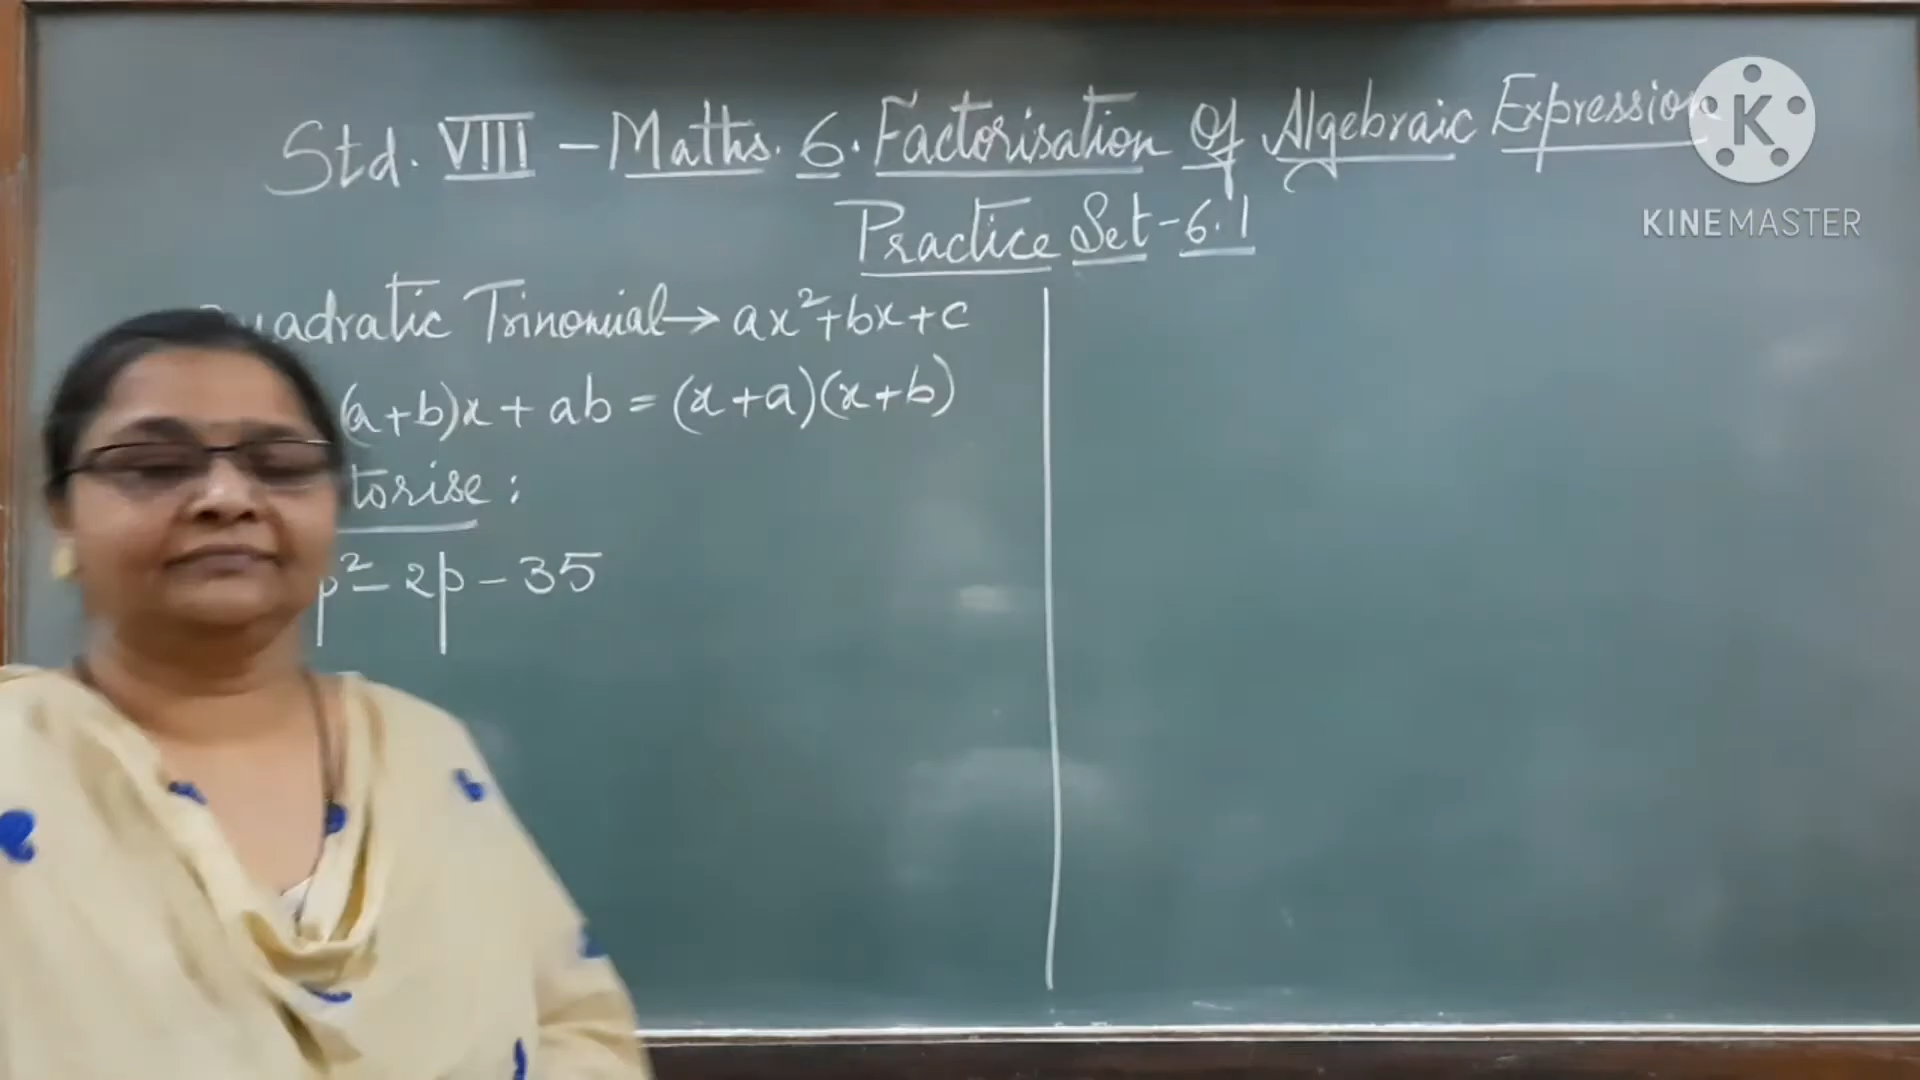 Std. VIII – Maths. 6. Factorisation Of Algebraic Expression
Practice Set-6.1
Quadratic Trinomial → ax²+bx+c
(a+b)x + ab = (x+a)(x+b)
torise :
p² – 2p – 35
KINEMASTER